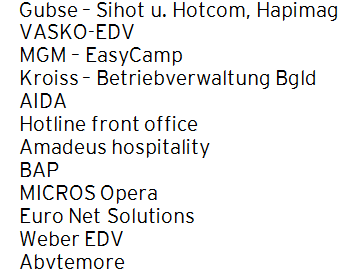 Gubse – Sihot u. Hotcom, Hapimag
VASKO-EDV
MGM – EasyCamp
Kroiss – Betriebverwaltung Bgld
AIDA
Hotline front office
Amadeus hospitality
BAP
MICROS Opera
Euro Net Solutions
Weber EDV
Abvtemore